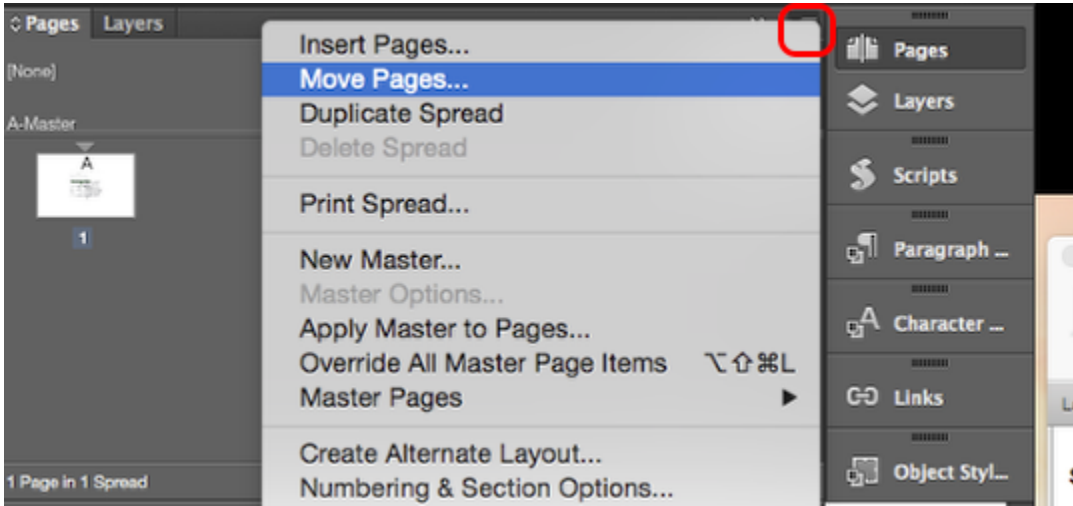 Pages Layers
[None]
A-Master
A
1
1 Page in 1 Spread
Insert Pages...
Move Pages...
Duplicate Spread
Delete Spread
Print Spread...
New Master...
Master Options...
Apply Master to Pages...
Override All Master Page Items ⌥⇧⌘L
Master Pages ▶
Create Alternate Layout...
Numbering & Section Options...
Pages
Layers
Scripts
Paragraph ...
Character ...
Links
Object Styl...